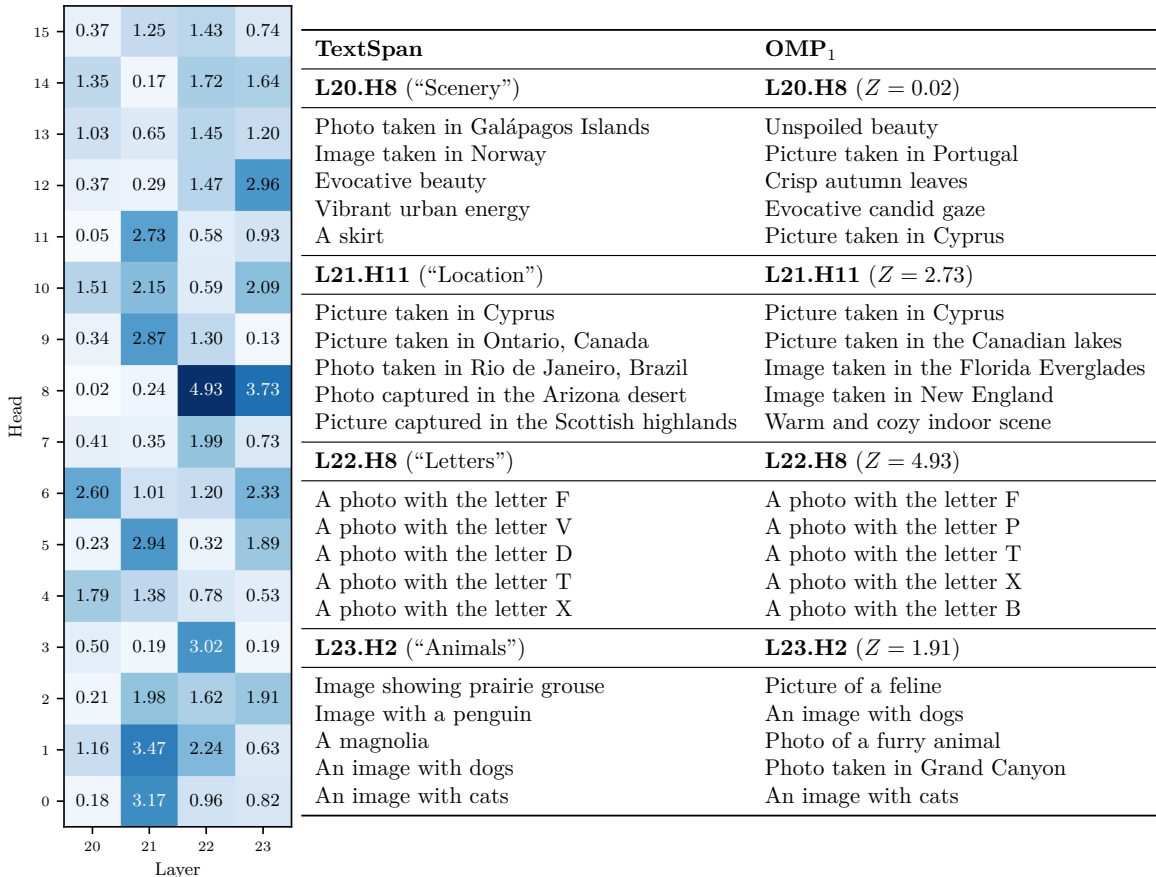 15 0.37 1.25 1.43 0.74
14 1.35 0.17 1.72 1.64
13 1.03 0.65 1.45 1.20
12 0.37 0.29 1.47 2.96
11 0.05 2.73 0.58 0.93
10 1.51 2.15 0.59 2.09
9 0.34 2.87 1.30 0.13
8 0.02 0.24 4.93 3.73
7 0.41 0.35 1.99 0.73
6 2.60 1.01 1.20 2.33
5 0.23 2.94 0.32 1.89
4 1.79 1.38 0.78 0.53
3 0.50 0.19 3.02 0.19
2 0.21 1.98 1.62 1.91
1 1.16 3.47 2.24 0.63
0 0.18 3.17 0.96 0.82
20 21 22 23
Head
Layer
TextSpan OMP₁
L20.H8 (“Scenery”) L20.H8 (Z = 0.02)
Photo taken in Galápagos Islands Unspoiled beauty
Image taken in Norway Picture taken in Portugal
Evocative beauty Crisp autumn leaves
Vibrant urban energy Evocative candid gaze
A skirt Picture taken in Cyprus
L21.H11 (“Location”) L21.H11 (Z = 2.73)
Picture taken in Cyprus Picture taken in Cyprus
Picture taken in Ontario, Canada Picture taken in the Canadian lakes
Photo taken in Rio de Janeiro, Brazil Image taken in the Florida Everglades
Photo captured in the Arizona desert Image taken in New England
Picture captured in the Scottish highlands Warm and cozy indoor scene
L22.H8 (“Letters”) L22.H8 (Z = 4.93)
A photo with the letter F A photo with the letter F
A photo with the letter V A photo with the letter P
A photo with the letter D A photo with the letter T
A photo with the letter T A photo with the letter X
A photo with the letter X A photo with the letter B
L23.H2 (“Animals”) L23.H2 (Z = 1.91)
Image showing prairie grouse Picture of a feline
Image with a penguin An image with dogs
A magnolia Photo of a furry animal
An image with dogs Photo taken in Grand Canyon
An image with cats An image with cats